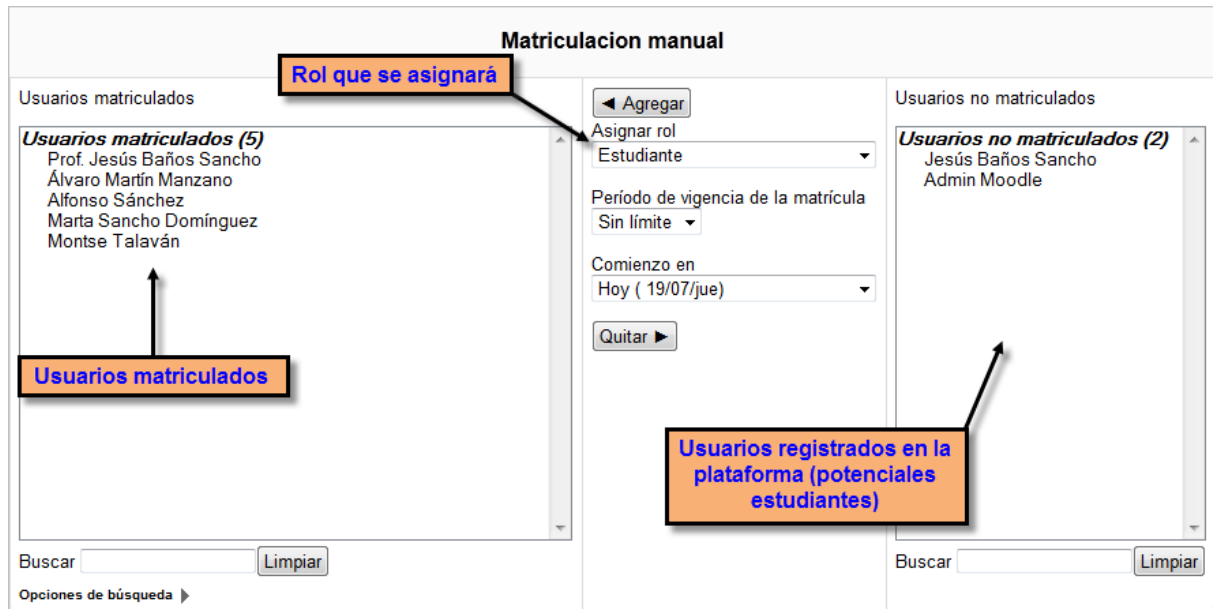 Matriculacion manual
Rol que se asignará
Usuarios matriculados
Usuarios matriculados (5)
Prof. Jesús Baños Sancho
Álvaro Martín Manzano
Alfonso Sánchez
Marta Sancho Domínguez
Montse Talaván
Usuarios matriculados
Buscar
Limpiar
Opciones de búsqueda
Agregar
Asignar rol
Estudiante
Período de vigencia de la matrícula
Sin límite
Comienzo en
Hoy ( 19/07/jue)
Quitar
Usuarios no matriculados
Usuarios no matriculados (2)
Jesús Baños Sancho
Admin Moodle
Usuarios registrados en la
plataforma (potenciales
estudiantes)
Buscar
Limpiar